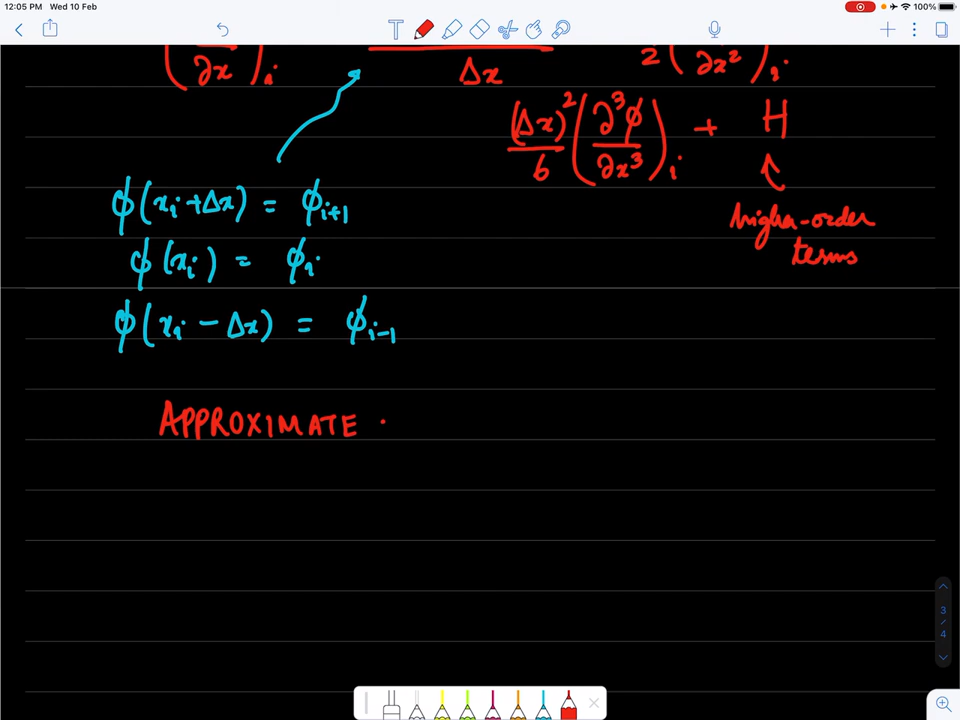 12:05 PM Wed 10 Feb 100%
(∂x)i Δx 2 (∂x²)i
(Δx)²/6 (∂³ϕ/∂x³)i + H
higher-order
terms
ϕ(xi+Δx) = ϕi+1
ϕ(xi) = ϕi
ϕ(xi − Δx) = ϕi−1
APPROXIMATE
3
/
4